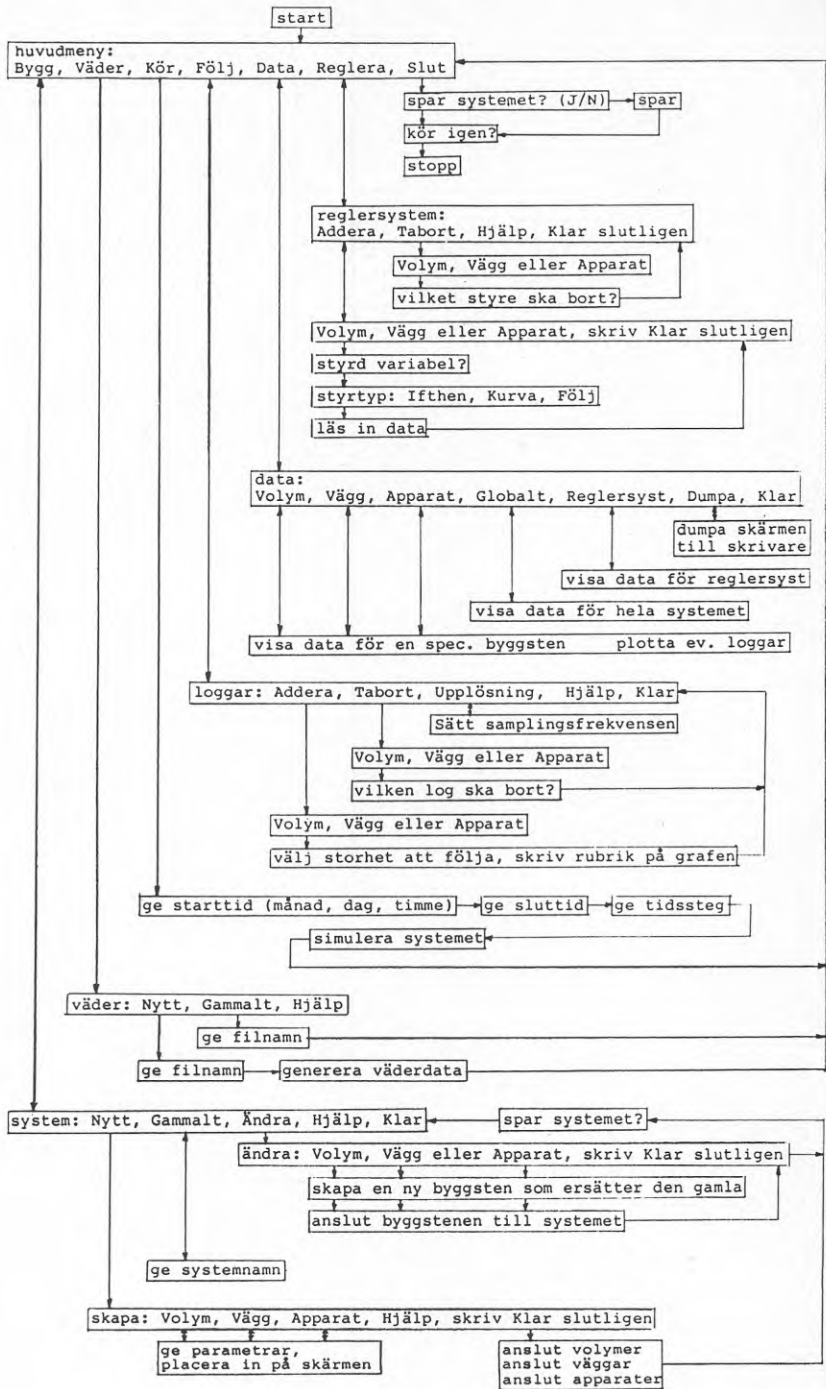 start
huvudmeny:
Bygg, Väder, Kör, Följ, Data, Reglera, Slut
spar systemet? (J/N)
spar
kör igen?
stopp
reglersystem:
Addera, Tabort, Hjälp, Klar slutligen
Volym, Vägg eller Apparat
vilket styre ska bort?
Volym, Vägg eller Apparat, skriv Klar slutligen
styrd variabel?
styrtyp: Ifthen, Kurva, Följ
läs in data
data:
Volym, Vägg, Apparat, Globalt, Reglersyst, Dumpa, Klar
dumpa skärmen
till skrivare
visa data för reglersyst
visa data för hela systemet
visa data för en spec. byggsten plotta ev. loggar
loggar: Addera, Tabort, Upplösning, Hjälp, Klar
Sätt samplingsfrekvensen
Volym, Vägg eller Apparat
vilken log ska bort?
Volym, Vägg eller Apparat
välj storhet att följa, skriv rubrik på grafen
ge starttid (månad, dag, timme)
ge sluttid
ge tidssteg
simulera systemet
väder: Nytt, Gammalt, Hjälp
ge filnamn
ge filnamn
generera väderdata
system: Nytt, Gammalt, Ändra, Hjälp, Klar
spar systemet?
ändra: Volym, Vägg eller Apparat, skriv Klar slutligen
skapa en ny byggsten som ersätter den gamla
anslut byggstenen till systemet
ge systemnamn
skapa: Volym, Vägg, Apparat, Hjälp, skriv Klar slutligen
ge parametrar,
placera in på skärmen
anslut volymer
anslut väggar
anslut apparater